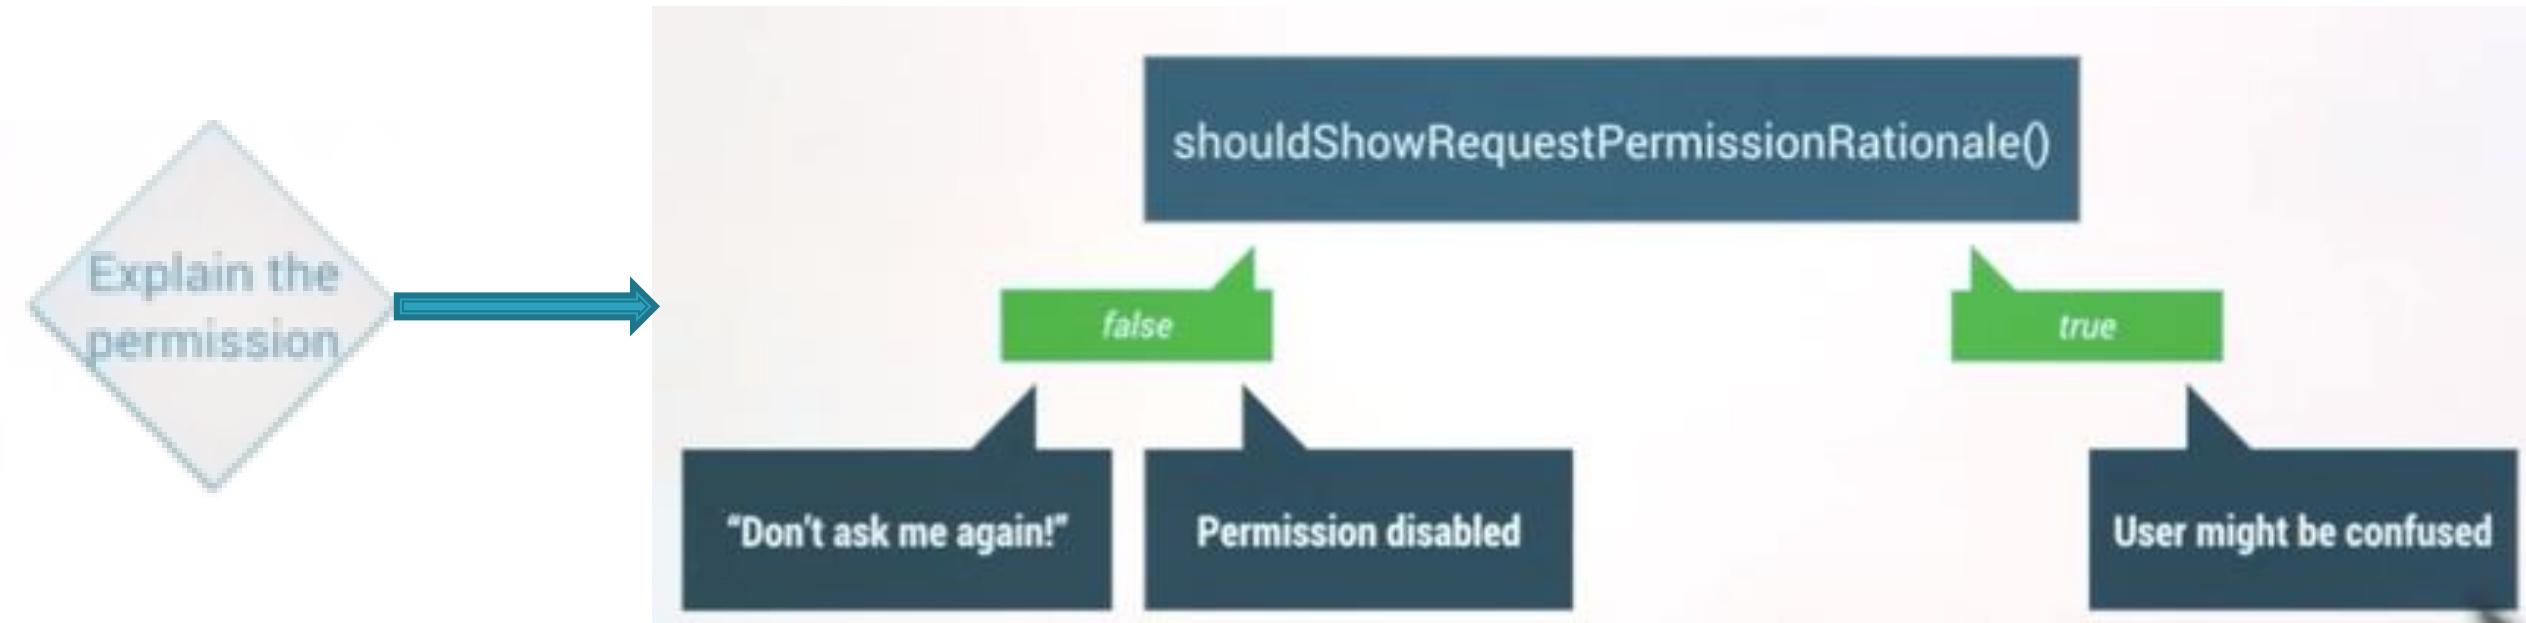 Explain the
permission
shouldShowRequestPermissionRationale()
false
true
“Don’t ask me again!”
Permission disabled
User might be confused